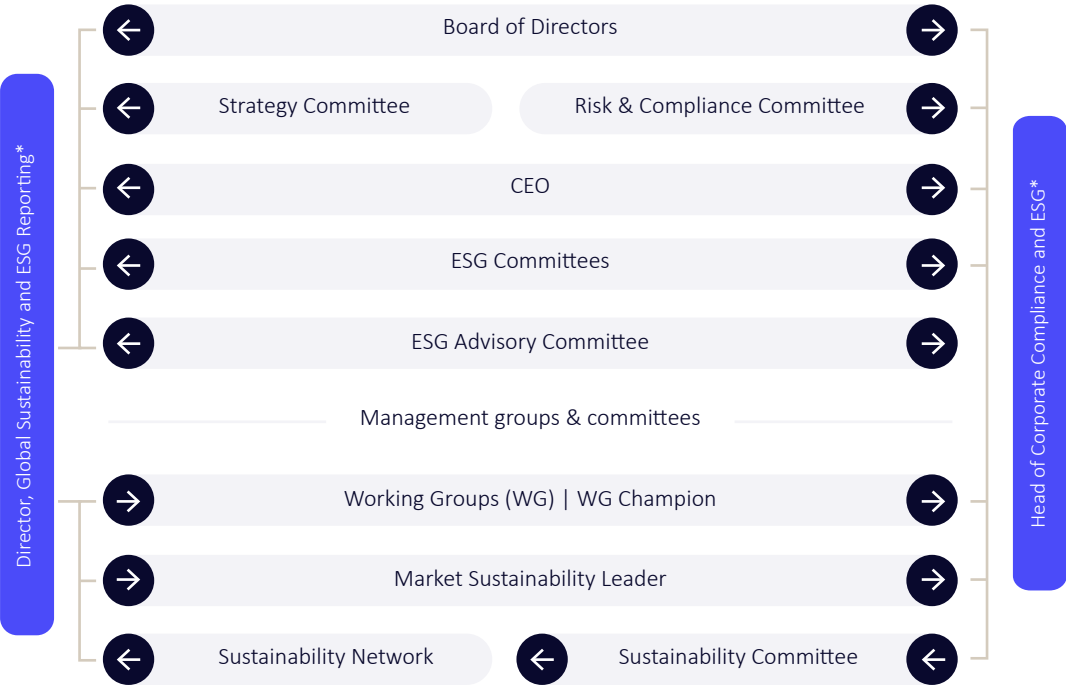 Board of Directors
Strategy Committee
Risk & Compliance Committee
CEO
ESG Committees
ESG Advisory Committee
Management groups & committees
Working Groups (WG) | WG Champion
Market Sustainability Leader
Sustainability Network
Sustainability Committee
Director, Global Sustainability and ESG Reporting*
Head of Corporate Compliance and ESG*